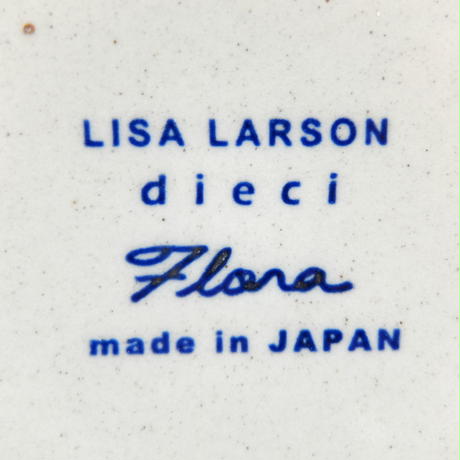 LISA LARSON
dieci
Flora
made in JAPAN